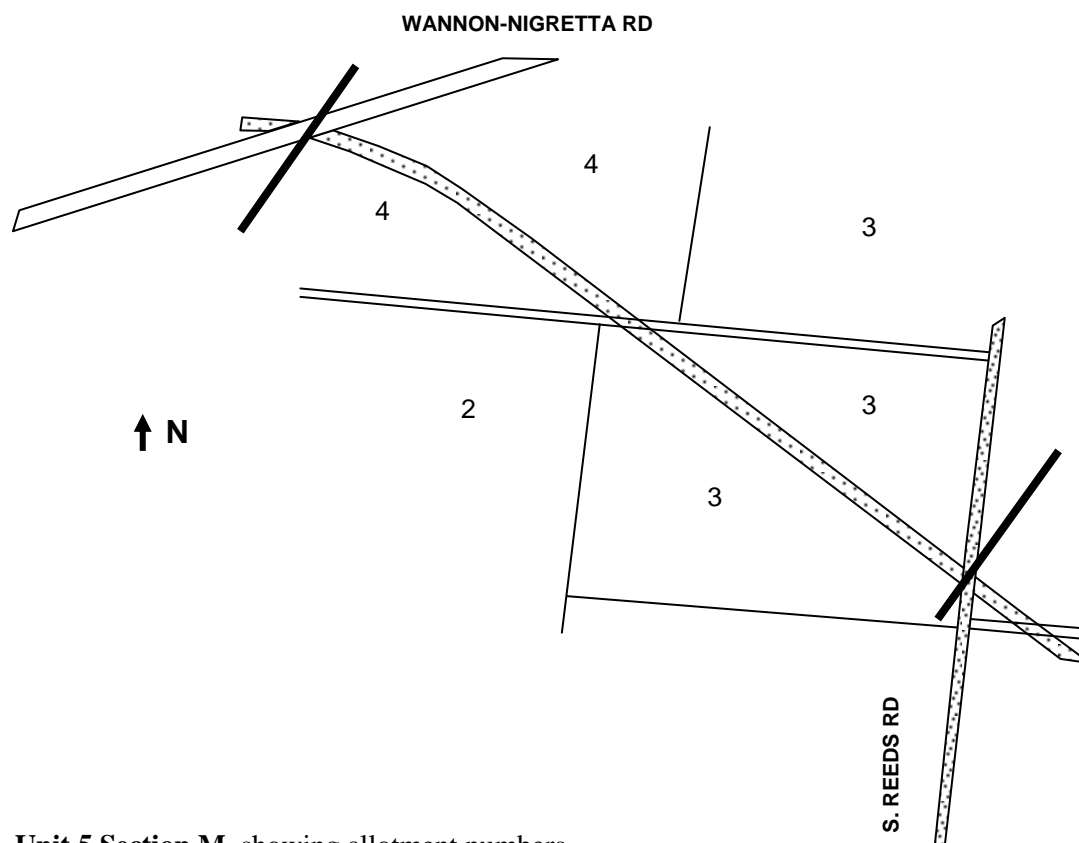 WANNON-NIGRETTA RD
4
4
3
3
2
N
3
S. REEDS RD
Unit 5 Section M, showing allotment numbers